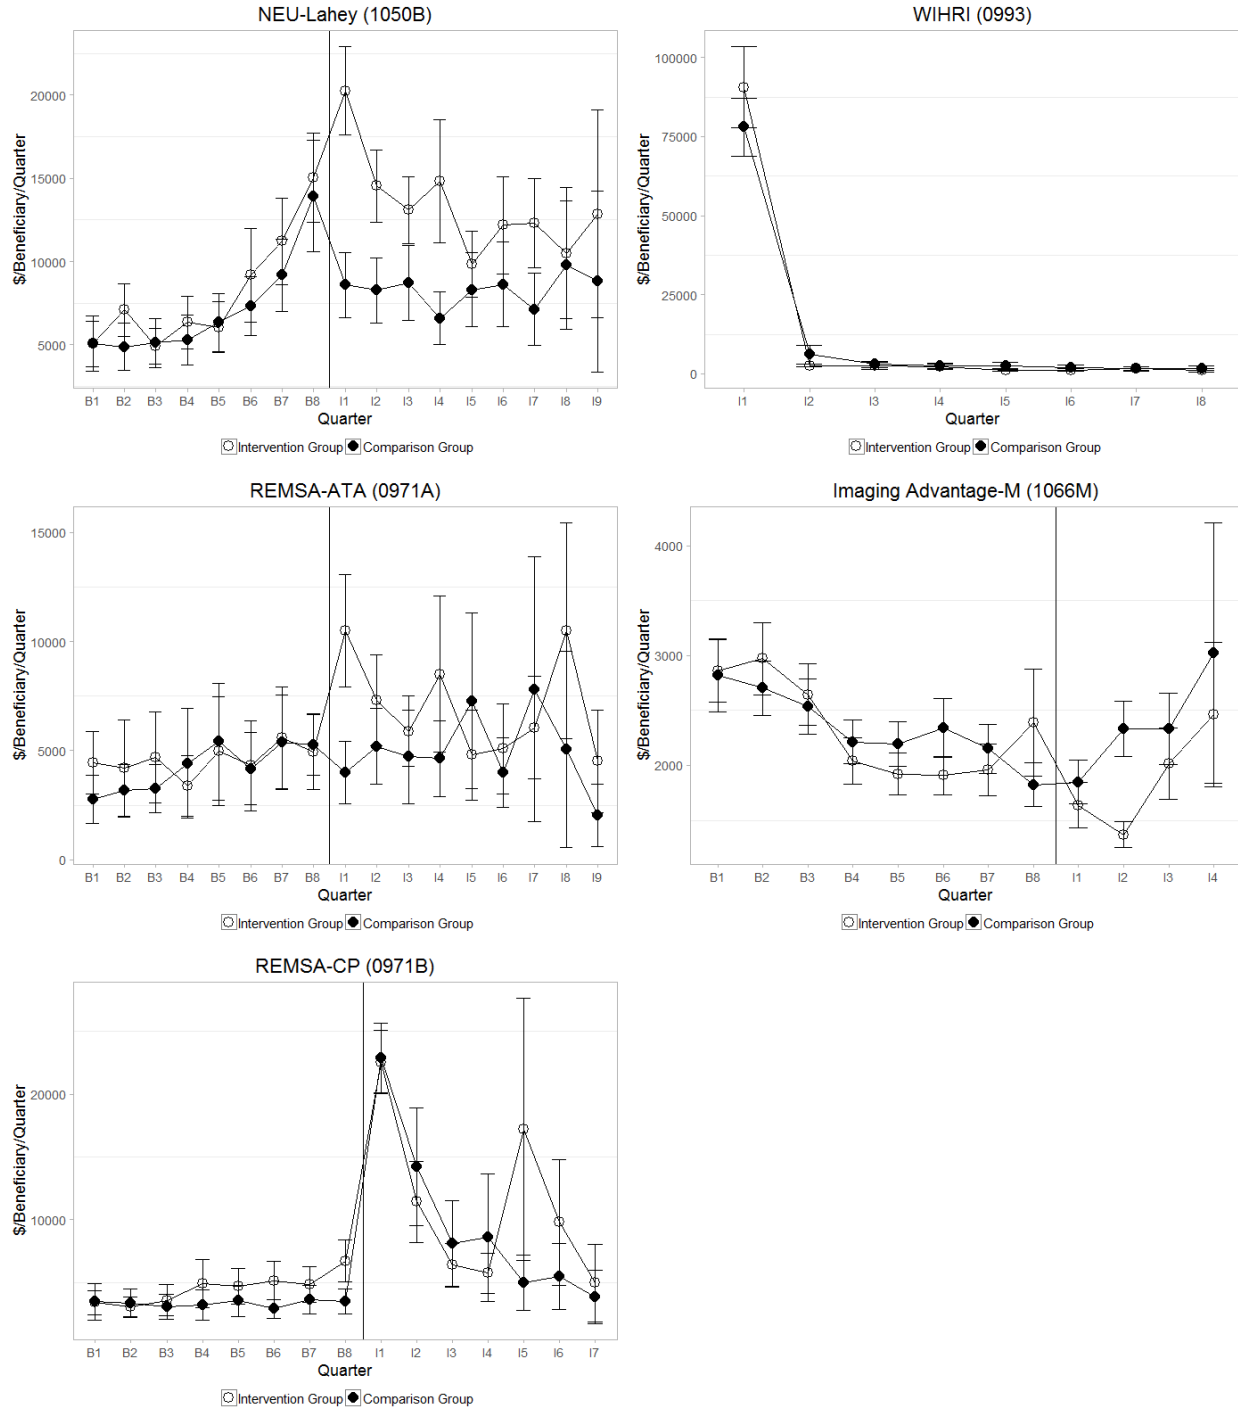 NEU-Lahey (1050B)
$/Beneficiary/Quarter
20000
15000
10000
5000
B1 B2 B3 B4 B5 B6 B7 B8 I1 I2 I3 I4 I5 I6 I7 I8 I9
Quarter
Intervention Group Comparison Group
WIHRI (0993)
$/Beneficiary/Quarter
100000
75000
50000
25000
0
I1 I2 I3 I4 I5 I6 I7 I8
Quarter
Intervention Group Comparison Group
REMSA-ATA (0971A)
$/Beneficiary/Quarter
15000
10000
5000
0
B1 B2 B3 B4 B5 B6 B7 B8 I1 I2 I3 I4 I5 I6 I7 I8 I9
Quarter
Intervention Group Comparison Group
Imaging Advantage-M (1066M)
$/Beneficiary/Quarter
4000
3000
2000
B1 B2 B3 B4 B5 B6 B7 B8 I1 I2 I3 I4
Quarter
Intervention Group Comparison Group
REMSA-CP (0971B)
$/Beneficiary/Quarter
20000
10000
B1 B2 B3 B4 B5 B6 B7 B8 I1 I2 I3 I4 I5 I6 I7
Quarter
Intervention Group Comparison Group